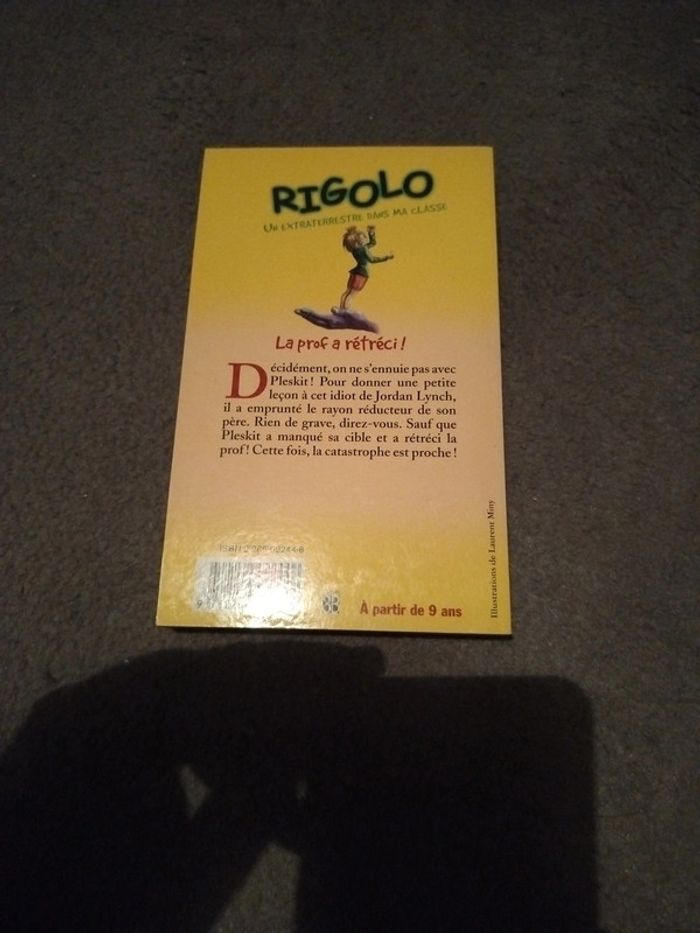 RIGOLO
UN EXTRATERRESTRE DANS MA CLASSE
La prof a rétréci !
Décidément, on ne s'ennuie pas avec
Pleskit ! Pour donner une petite
leçon à cet idiot de Jordan Lynch,
il a emprunté le rayon réducteur de son
père. Rien de grave, direz-vous. Sauf que
Pleskit a manqué sa cible et a rétréci la
prof ! Cette fois, la catastrophe est proche !
Illustrations de Laurent Miny
À partir de 9 ans